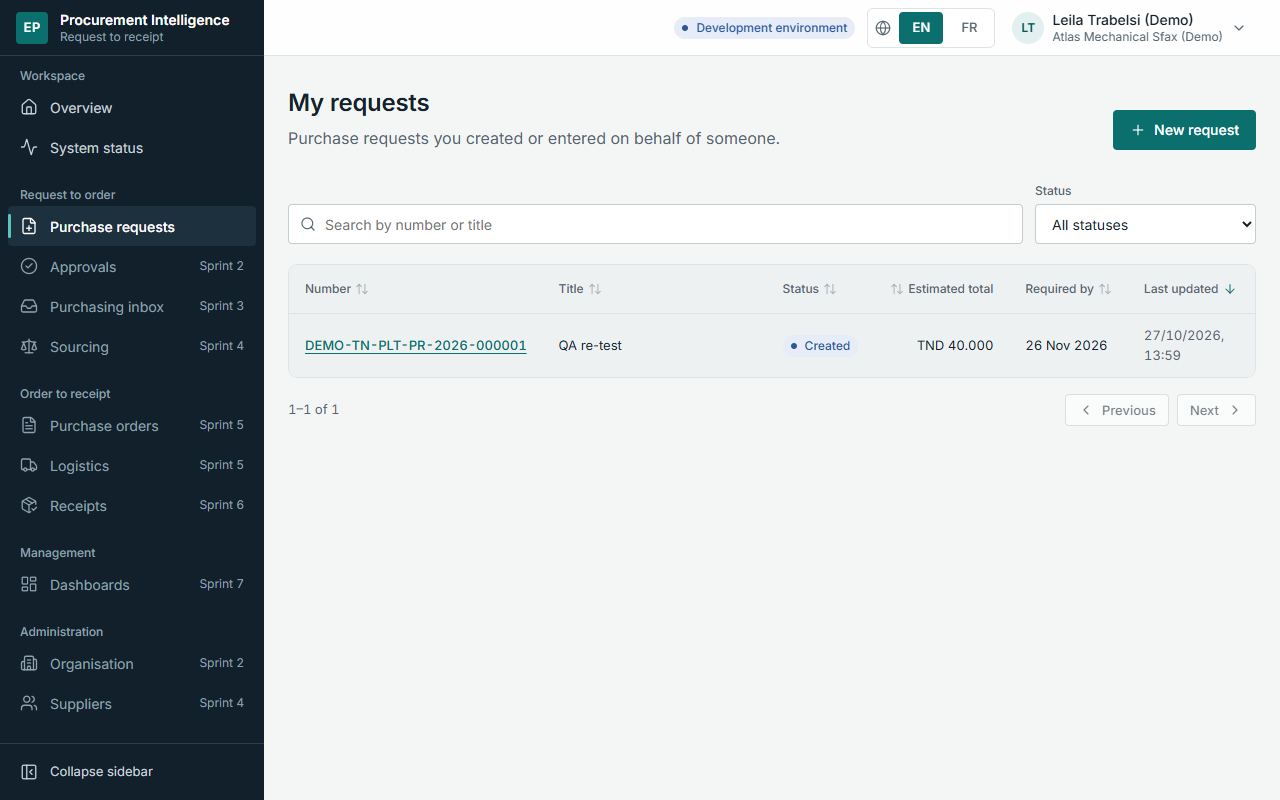 EP
Procurement Intelligence
Request to receipt
Development environment
EN
FR
LT
Leila Trabelsi (Demo)
Atlas Mechanical Sfax (Demo)
Workspace
Overview
System status
Request to order
Purchase requests
Approvals Sprint 2
Purchasing inbox Sprint 3
Sourcing Sprint 4
Order to receipt
Purchase orders Sprint 5
Logistics Sprint 5
Receipts Sprint 6
Management
Dashboards Sprint 7
Administration
Organisation Sprint 2
Suppliers Sprint 4
Collapse sidebar
My requests
Purchase requests you created or entered on behalf of someone.
+ New request
Status
Search by number or title
All statuses
Number Title Status Estimated total Required by Last updated
DEMO-TN-PLT-PR-2026-000001 QA re-test Created TND 40.000 26 Nov 2026 27/10/2026,
13:59
1–1 of 1
Previous
Next